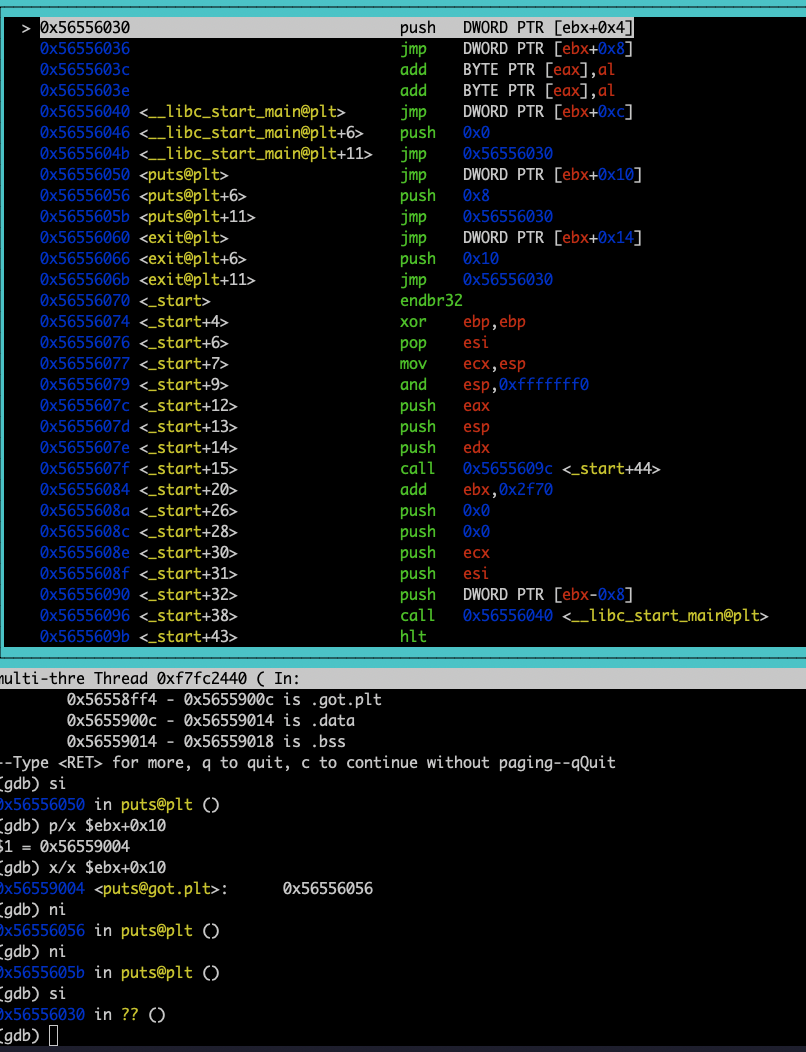 > 0x56556030 push DWORD PTR [ebx+0x4]
0x56556036 jmp DWORD PTR [ebx+0x8]
0x5655603c add BYTE PTR [eax],al
0x5655603e add BYTE PTR [eax],al
0x56556040 <__libc_start_main@plt> jmp DWORD PTR [ebx+0xc]
0x56556046 <__libc_start_main@plt+6> push 0x0
0x5655604b <__libc_start_main@plt+11> jmp 0x56556030
0x56556050 <puts@plt> jmp DWORD PTR [ebx+0x10]
0x56556056 <puts@plt+6> push 0x8
0x5655605b <puts@plt+11> jmp 0x56556030
0x56556060 <exit@plt> jmp DWORD PTR [ebx+0x14]
0x56556066 <exit@plt+6> push 0x10
0x5655606b <exit@plt+11> jmp 0x56556030
0x56556070 <_start> endbr32
0x56556074 <_start+4> xor ebp,ebp
0x56556076 <_start+6> pop esi
0x56556077 <_start+7> mov ecx,esp
0x56556079 <_start+9> and esp,0xfffffff0
0x5655607c <_start+12> push eax
0x5655607d <_start+13> push esp
0x5655607e <_start+14> push edx
0x5655607f <_start+15> call 0x5655609c <_start+44>
0x56556084 <_start+20> add ebx,0x2f70
0x5655608a <_start+26> push 0x0
0x5655608c <_start+28> push 0x0
0x5655608e <_start+30> push ecx
0x5655608f <_start+31> push esi
0x56556090 <_start+32> push DWORD PTR [ebx-0x8]
0x56556096 <_start+38> call 0x56556040 <__libc_start_main@plt>
0x5655609b <_start+43> hlt
multi-thre Thread 0xf7fc2440 ( In:
0x56558ff4 - 0x5655900c is .got.plt
0x5655900c - 0x56559014 is .data
0x56559014 - 0x56559018 is .bss
--Type <RET> for more, q to quit, c to continue without paging--qQuit
(gdb) si
0x56556050 in puts@plt ()
(gdb) p/x $ebx+0x10
$1 = 0x56559004
(gdb) x/x $ebx+0x10
0x56559004 <puts@got.plt>: 0x56556056
(gdb) ni
0x56556056 in puts@plt ()
(gdb) ni
0x5655605b in puts@plt ()
(gdb) si
0x56556030 in ?? ()
(gdb)